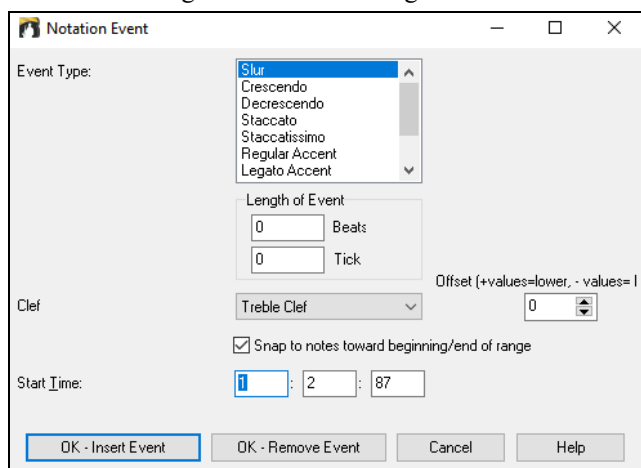 Notation Event
Event Type:
Slur
Crescendo
Decrescendo
Staccato
Staccatissimo
Regular Accent
Legato Accent
Length of Event
0 Beats
0 Tick
Offset (+values=lower, - values=
Clef
Treble Clef
0
Snap to notes toward beginning/end of range
Start Time:
1 : 2 : 87
OK - Insert Event
OK - Remove Event
Cancel
Help